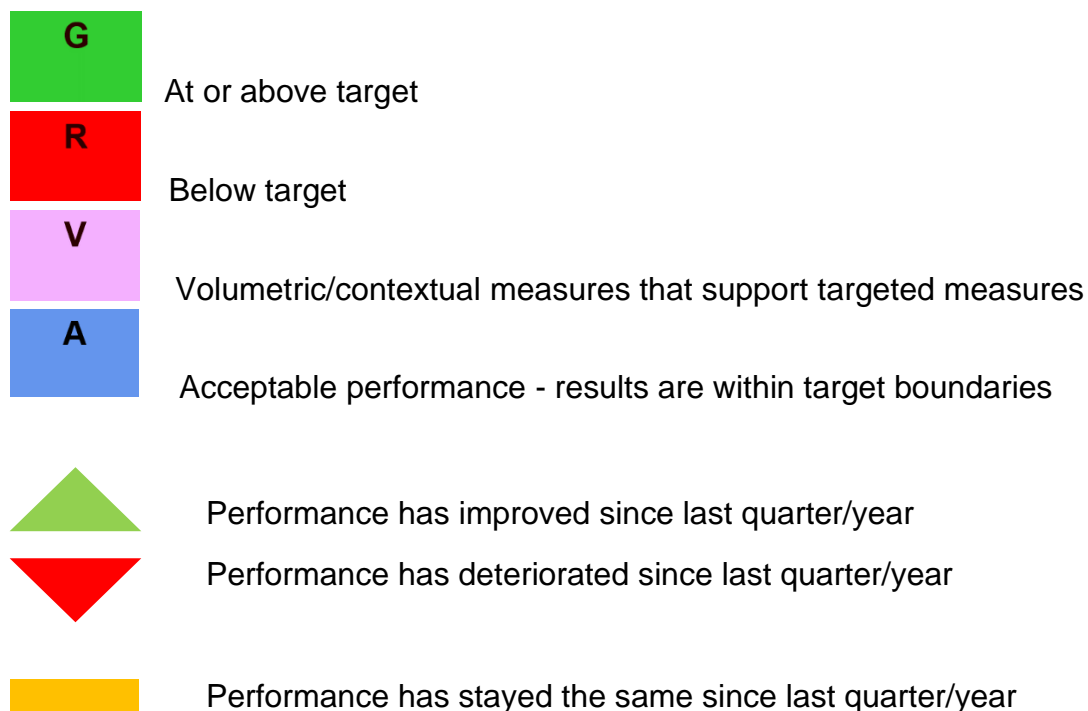 G
At or above target
R
Below target
V
Volumetric/contextual measures that support targeted measures
A
Acceptable performance - results are within target boundaries
Performance has improved since last quarter/year
Performance has deteriorated since last quarter/year
Performance has stayed the same since last quarter/year